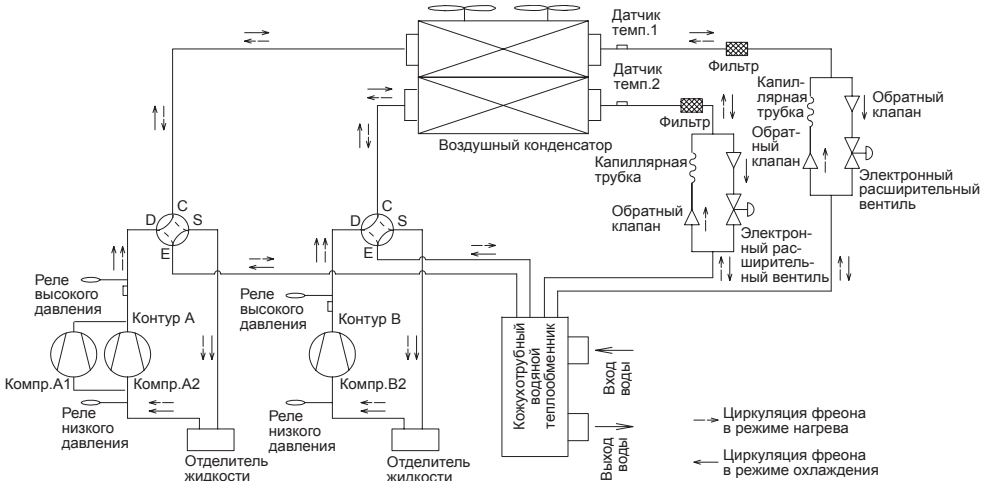 Датчик
темп.1
Фильтр
Датчик
темп.2
Фильтр
Воздушный конденсатор
Капил-
лярная
трубка
Обратный
клапан
Обрат-
ный
клапан
Электронный
расширительный
вентиль
Капиллярная
трубка
Обратный
клапан
Электрон-
ный рас-
ширитель-
ный вентиль
C
D
S
E
C
D
S
E
Реле
высокого
давления
Контур А
Компр.А1
Компр.А2
Реле
низкого
давления
Отделитель
жидкости
Реле
высокого
давления
Контур В
Компр.В2
Реле
низкого
давления
Отделитель
жидкости
Кожухотрубный
водяной
теплообменник
Вход
воды
Выход
воды
Циркуляция фреона
в режиме нагрева
Циркуляция фреона
в режиме охлаждения